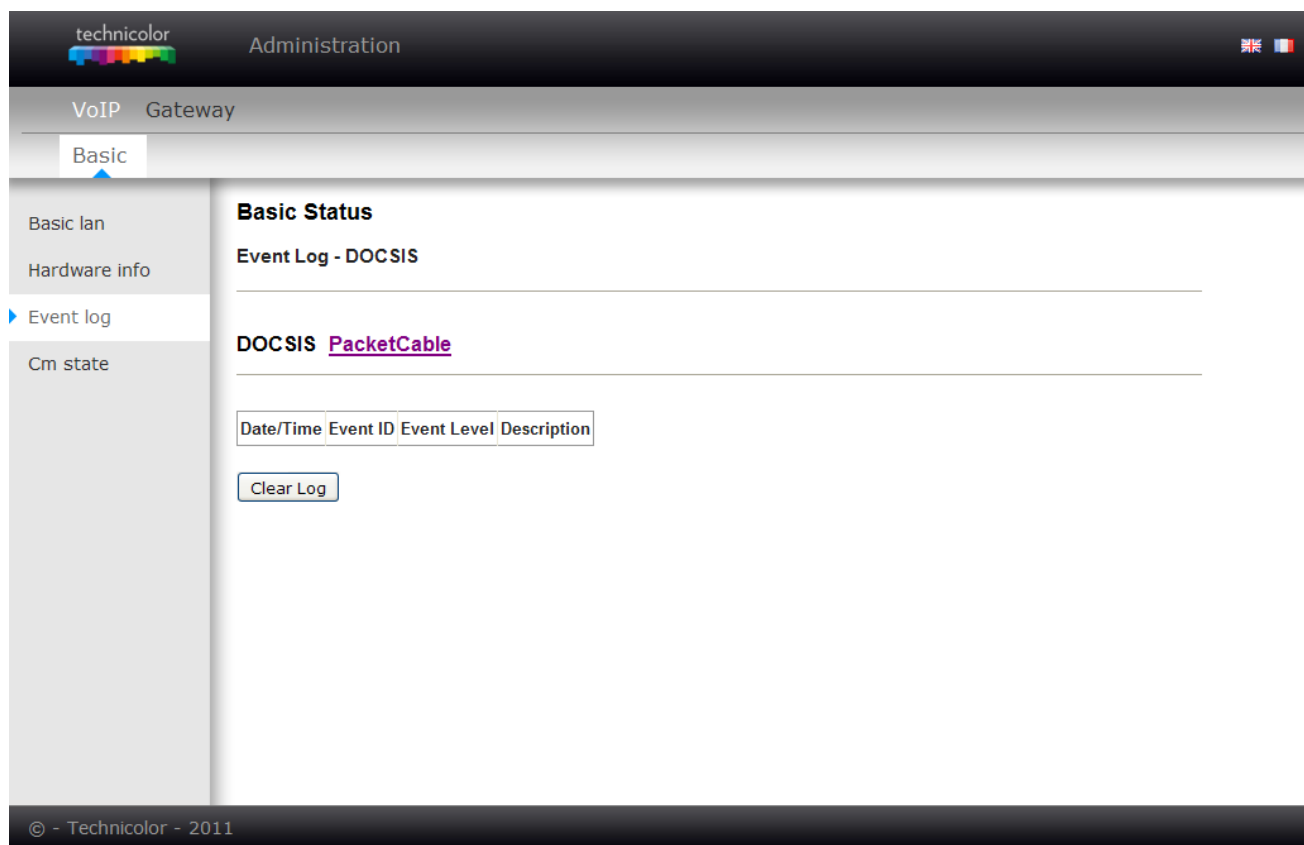 technicolor
Administration
VoIP Gateway
Basic
Basic lan
Hardware info
Event log
Cm state
Basic Status
Event Log - DOCSIS
DOCSIS PacketCable
Date/Time Event ID Event Level Description
Clear Log
© - Technicolor - 2011